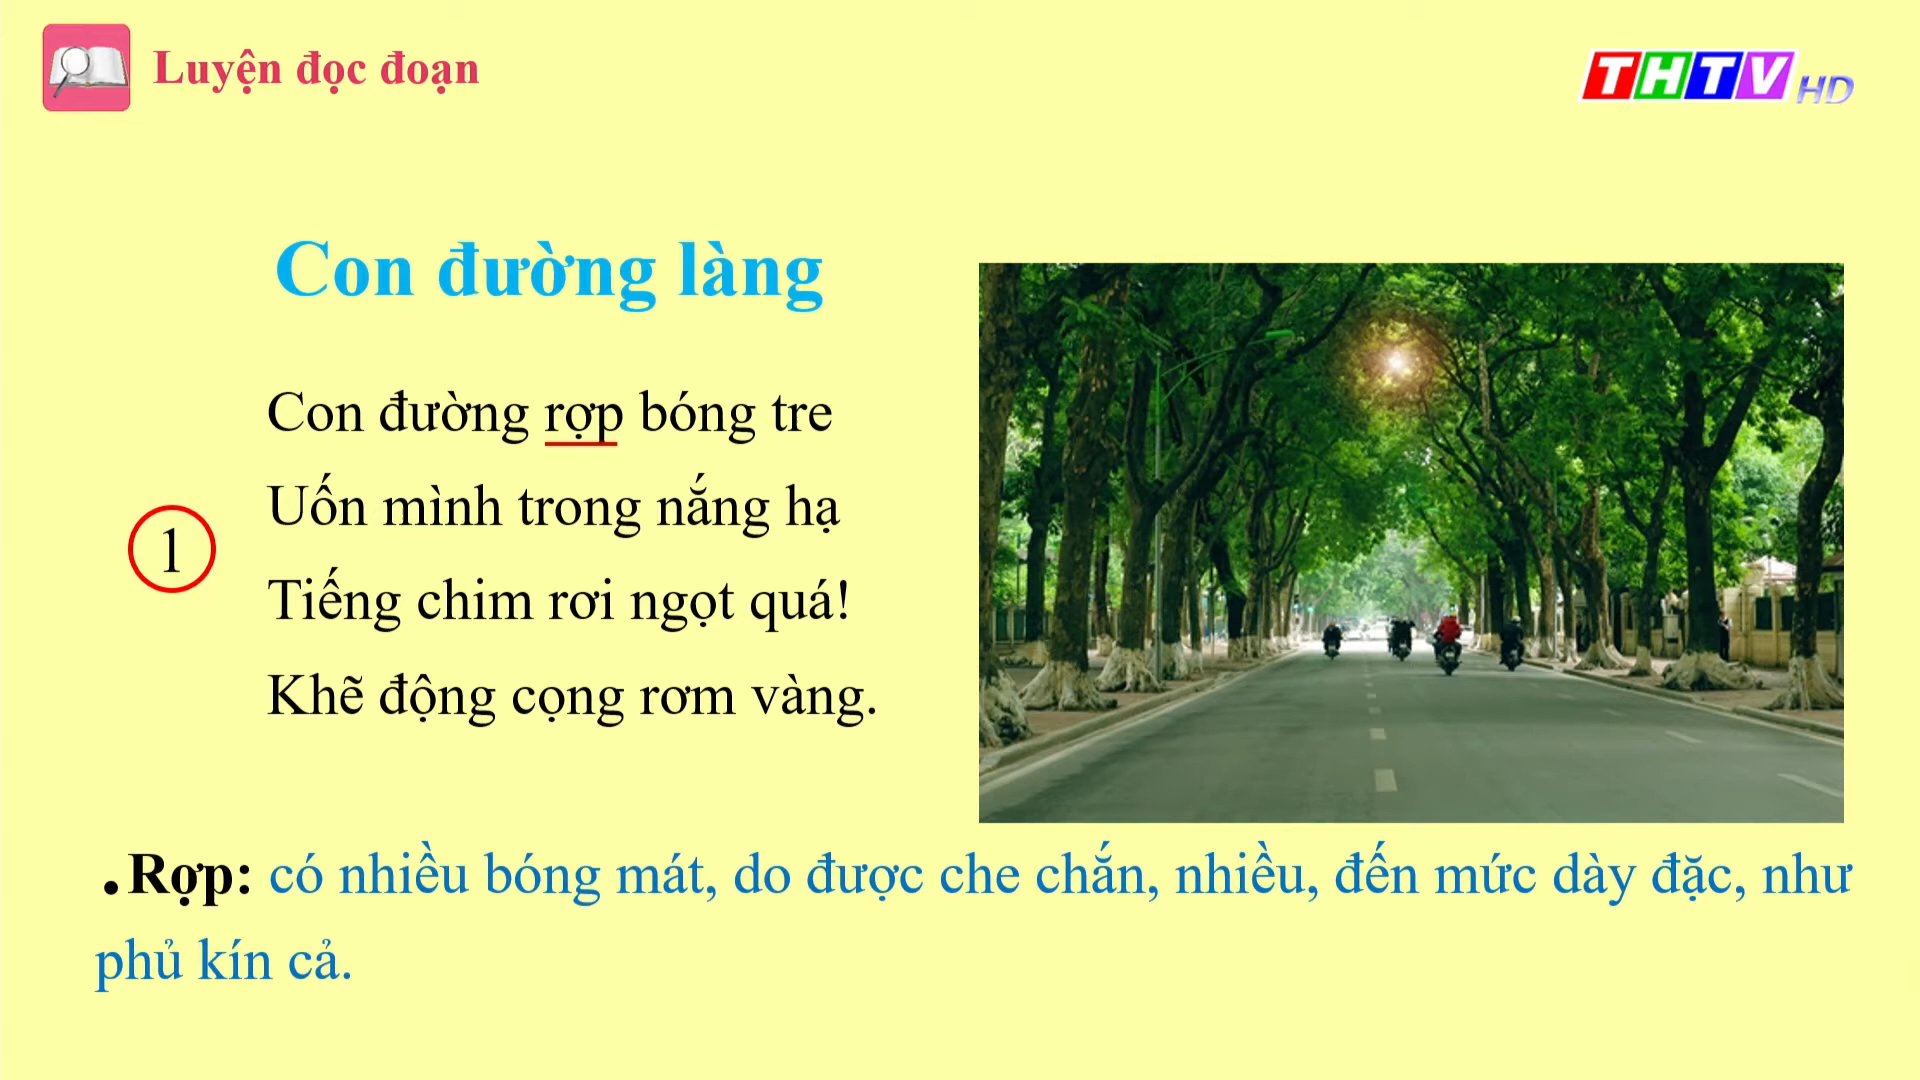 Luyện đọc đoạn
THTV HD
Con đường làng
Con đường rợp bóng tre
Uốn mình trong nắng hạ
1
Tiếng chim rơi ngọt quá!
Khẽ động cọng rơm vàng.
.Rợp: có nhiều bóng mát, do được che chắn, nhiều, đến mức dày đặc, như
phủ kín cả.